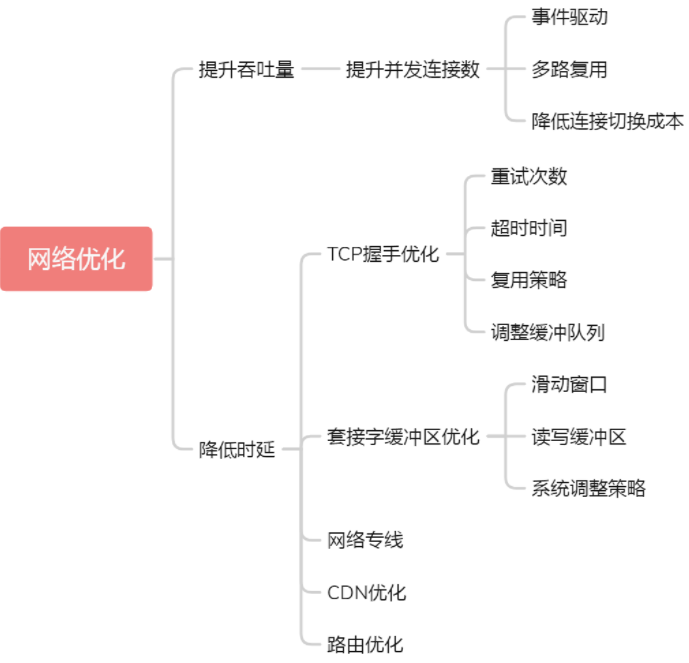 网络优化
提升吞吐量
提升并发连接数
事件驱动
多路复用
降低连接切换成本
降低时延
TCP握手优化
重试次数
超时时间
复用策略
调整缓冲队列
套接字缓冲区优化
滑动窗口
读写缓冲区
系统调整策略
网络专线
CDN优化
路由优化